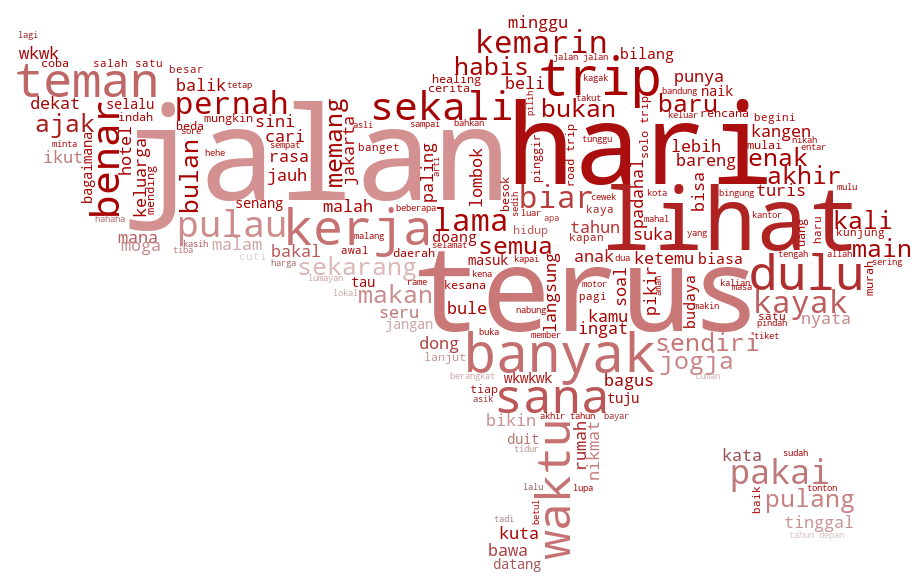 lagi
minggu
kemarin
jalan jalan
bilang
wkwk
coba
salah satu
besar
teman
balik
tetap
healing
cerita
habis
beli
trip
kagak
punya
bandung
naik
dekat
selalu
indah
pernah
sekali
pilih
takut
bukan
baru
rencana
keluar
begini
ajak
benar
beda
mungkin
sini
memang
asli
sampai
bahkan
hari
solo trip
kangen
nikah
minta
sore
cari
sempat
banget
tunggu
lebih
mulai
entar
ikut
bagaimana
hotel
keluarga
mending
hehe
rasa
jakarta
paling
arti
lombok
pinggir
road trip
bareng
enak
jalan
bulan
jauh
besok
padahal
bisa
akhir
hahaha
senang
beberapa
sedih
biar
cewek
kota
bingung
turis
mulu
mana
moga
pulau
kerja
malah
malang
lama
luar
apa
kaya
lihat
mahal
kantor
uang
haru
kali
kunjung
tiba
kasih
malam
bakal
awal
daerah
doang
selamat
semua
hidup
kapan
tahun
suka
yang
main
cuti
harga
sekarang
masuk
kapai
langsung
anak
dua
ketemu
biasa
tengah
allah
sering
lumayan
tau
rame
kesana
kena
terus
soal
pikir
aman
budaya
kalian
masa
dulu
murah
lokal
makan
bule
nabung
motor
pagi
makin
kayak
seru
jangan
buka
member
kamu
ingat
satu
pindah
nyata
dong
lanjut
banyak
sendiri
tiket
jogja
berangkat
wkwkwk
bagus
cuman
tiap
asik
sana
tuju
bikin
akhir tahun
bayar
duit
tidur
waktu
rumah
nikmat
kata
sudah
pakai
lalu
lupa
baik
tonton
pulang
tadi
betul
kuta
tinggal
tahun depan
bawa
datang